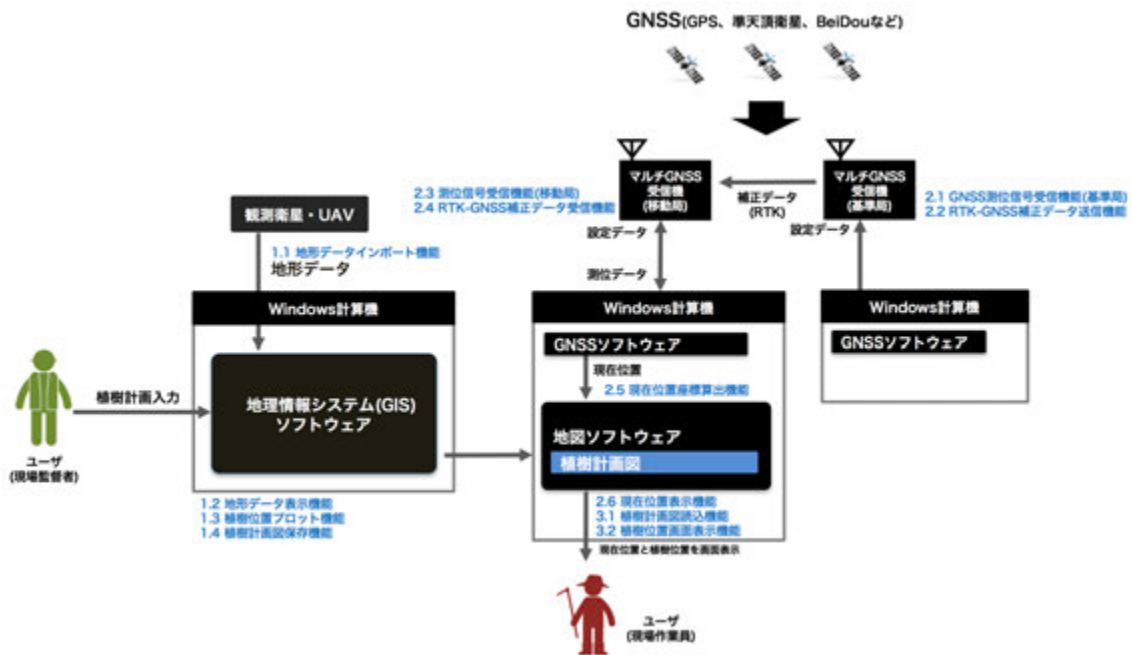 GNSS(GPS、準天頂衛星、BeiDouなど)
マルチGNSS
受信機
(移動局)
補正データ
(RTK)
マルチGNSS
受信機
(基準局)
2.3 測位信号受信機能(移動局)
2.4 RTK-GNSS補正データ受信機能
2.1 GNSS測位信号受信機能(基準局)
2.2 RTK-GNSS補正データ送信機能
観測衛星・UAV
設定データ
設定データ
1.1 地形データインポート機能
地形データ
測位データ
Windows計算機
Windows計算機
Windows計算機
GNSSソフトウェア
GNSSソフトウェア
現在位置
2.5 現在位置座標算出機能
植樹計画入力
地理情報システム(GIS)
ソフトウェア
地図ソフトウェア
植樹計画図
ユーザ
(現場監督者)
1.2 地形データ表示機能
1.3 植樹位置プロット機能
1.4 植樹計画図保存機能
2.6 現在位置表示機能
3.1 植樹計画図読込機能
3.2 植樹位置画面表示機能
現在位置と植樹位置を画面表示
ユーザ
(現場作業員)